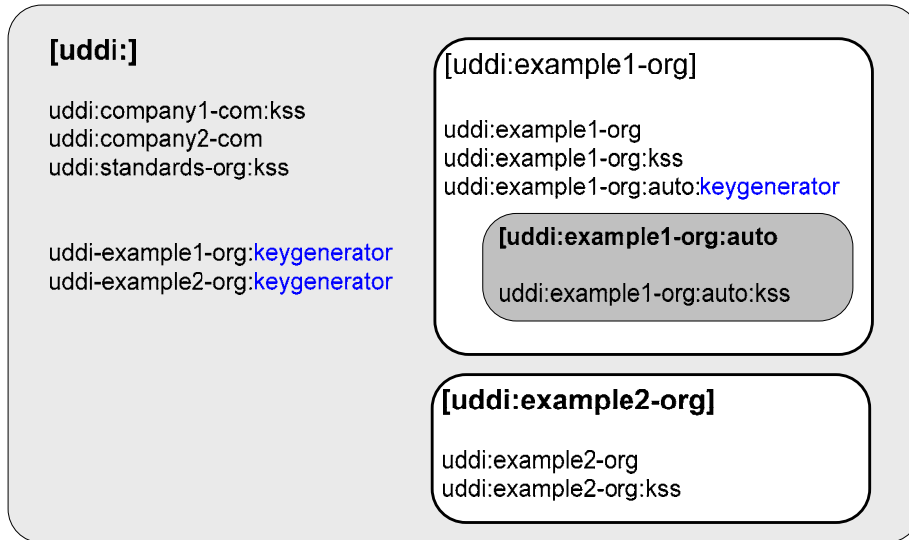 [uddi:]
uddi:company1-com:kss
uddi:company2-com
uddi:standards-org:kss
uddi-example1-org:keygenerator
uddi-example2-org:keygenerator
[uddi:example1-org]
uddi:example1-org
uddi:example1-org:kss
uddi:example1-org:auto:keygenerator
[uddi:example1-org:auto
uddi:example1-org:auto:kss
[uddi:example2-org]
uddi:example2-org
uddi:example2-org:kss